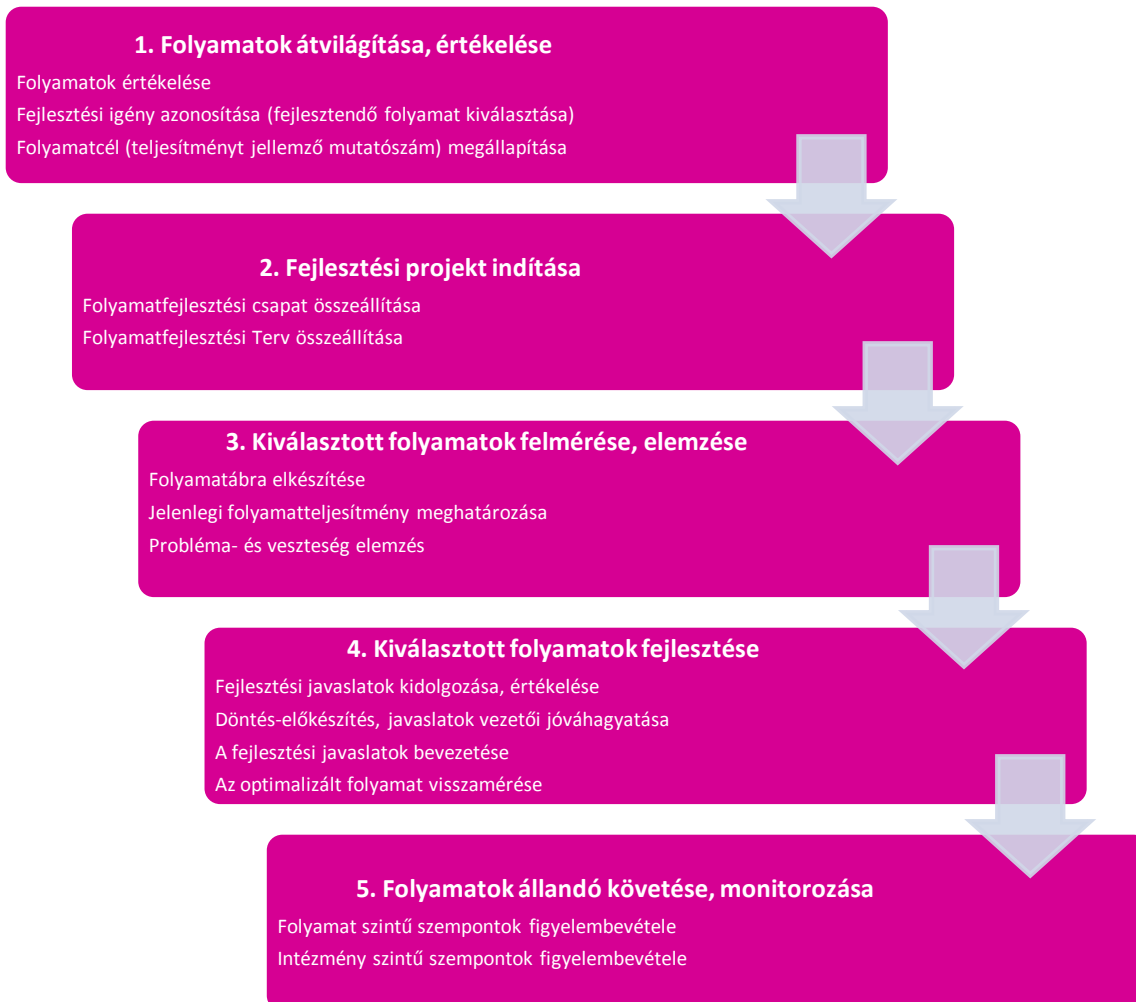 1. Folyamatok átvilágítása, értékelése
Folyamatok értékelése
Fejlesztési igény azonosítása (fejlesztendő folyamat kiválasztása)
Folyamatcél (teljesítményt jellemző mutatószám) megállapítása
2. Fejlesztési projekt indítása
Folyamatfejlesztési csapat összeállítása
Folyamatfejlesztési Terv összeállítása
3. Kiválasztott folyamatok felmérése, elemzése
Folyamatábra elkészítése
Jelenlegi folyamatteljesítmény meghatározása
Probléma- és veszteség elemzés
4. Kiválasztott folyamatok fejlesztése
Fejlesztési javaslatok kidolgozása, értékelése
Döntés-előkészítés, javaslatok vezetői jóváhagyatása
A fejlesztési javaslatok bevezetése
Az optimalizált folyamat visszamérése
5. Folyamatok állandó követése, monitorozása
Folyamat szintű szempontok figyelembevétele
Intézmény szintű szempontok figyelembevétele